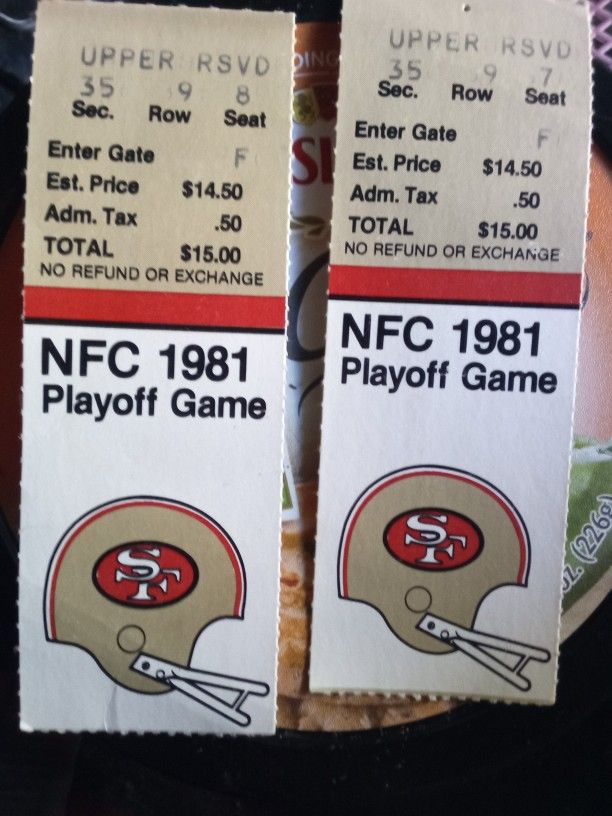 UPPER RSVD
35 9 8
Sec. Row Seat
Enter Gate F
Est. Price $14.50
Adm. Tax .50
TOTAL $15.00
NO REFUND OR EXCHANGE
NFC 1981
Playoff Game
SF
UPPER RSVD
35 9 7
Sec. Row Seat
Enter Gate F
Est. Price $14.50
Adm. Tax .50
TOTAL $15.00
NO REFUND OR EXCHANGE
NFC 1981
Playoff Game
SF
OZ. (226g)